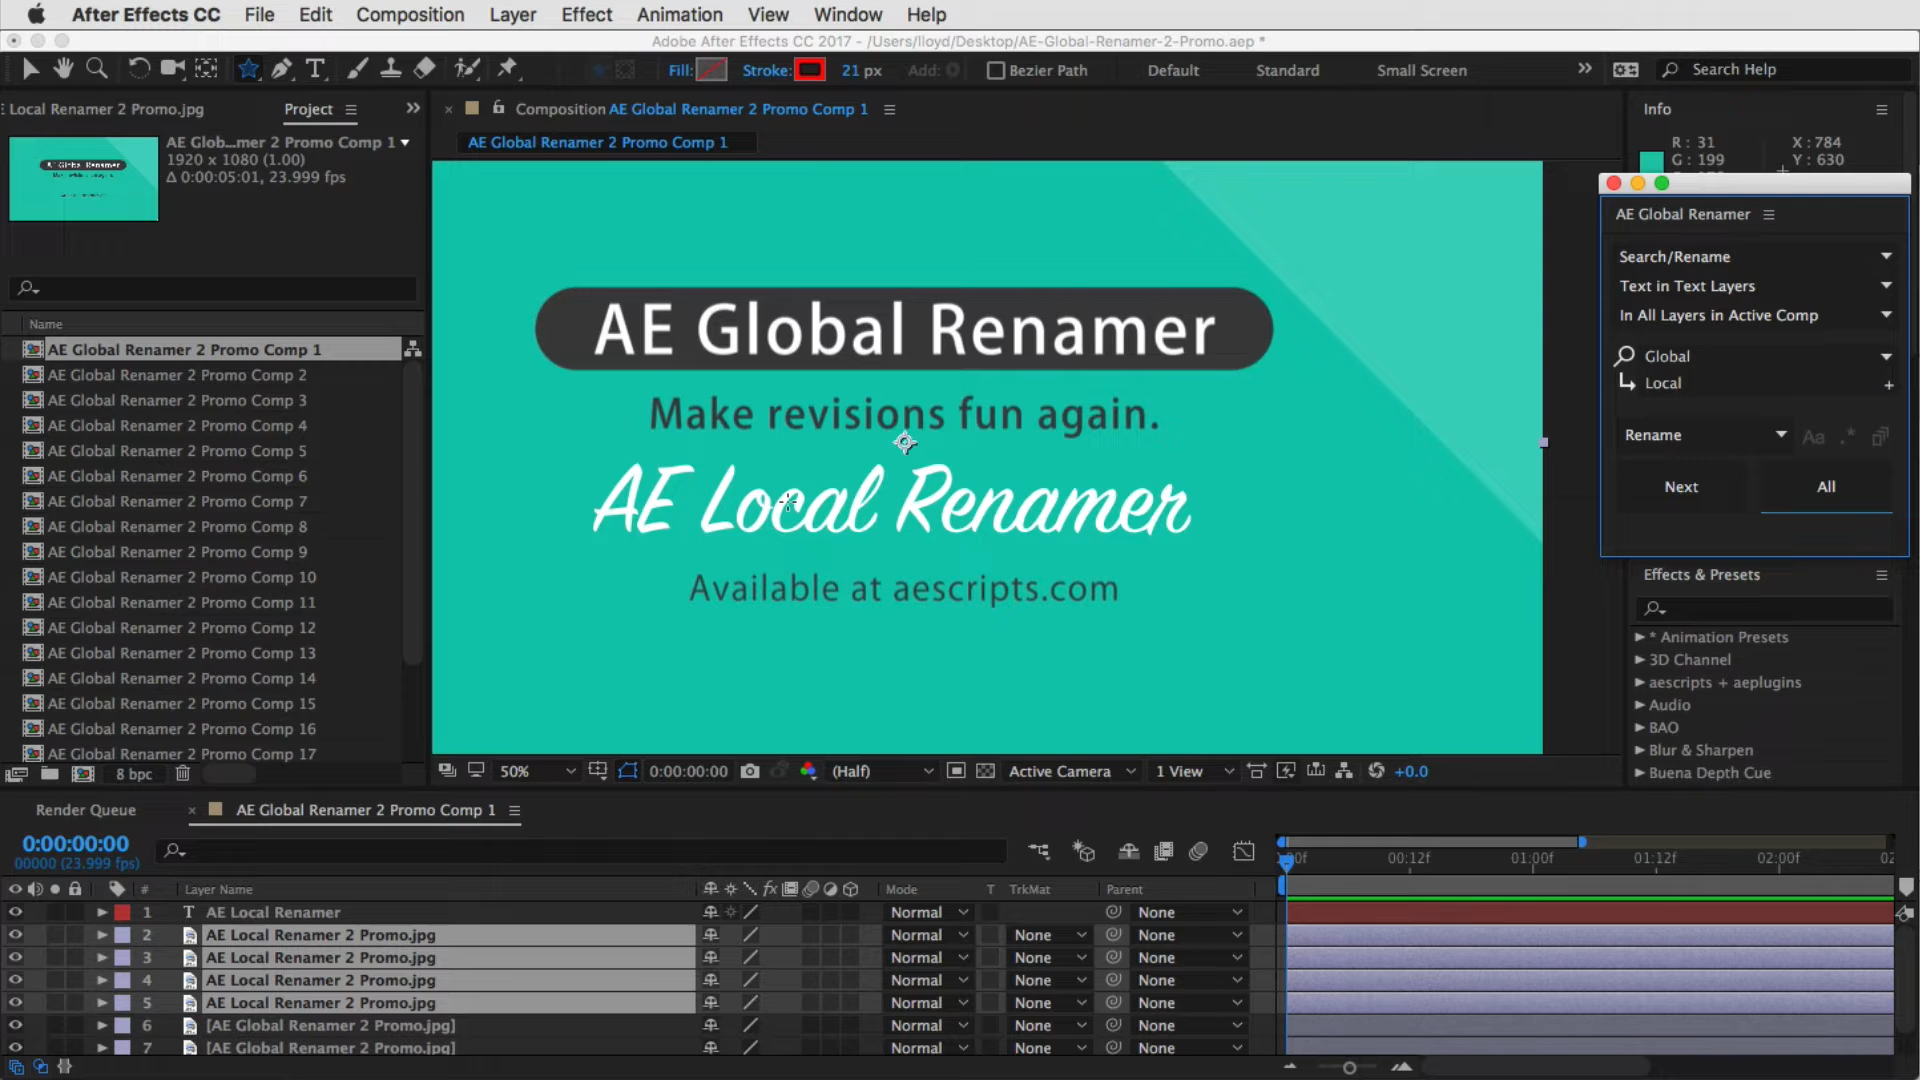 After Effects CC File Edit Composition Layer Effect Animation View Window Help
Adobe After Effects CC 2017 - /Users/lloyd/Desktop/AE-Global-Renamer-2-Promo.aep *
Fill: Stroke: 21 px Add: Bezier Path Default Standard Small Screen Search Help
Local Renamer 2 Promo.jpg Project
AE Glob...mer 2 Promo Comp 1
1920 x 1080 (1.00)
Δ 0:00:05:01, 23.999 fps
Name
AE Global Renamer 2 Promo Comp 1
AE Global Renamer 2 Promo Comp 2
AE Global Renamer 2 Promo Comp 3
AE Global Renamer 2 Promo Comp 4
AE Global Renamer 2 Promo Comp 5
AE Global Renamer 2 Promo Comp 6
AE Global Renamer 2 Promo Comp 7
AE Global Renamer 2 Promo Comp 8
AE Global Renamer 2 Promo Comp 9
AE Global Renamer 2 Promo Comp 10
AE Global Renamer 2 Promo Comp 11
AE Global Renamer 2 Promo Comp 12
AE Global Renamer 2 Promo Comp 13
AE Global Renamer 2 Promo Comp 14
AE Global Renamer 2 Promo Comp 15
AE Global Renamer 2 Promo Comp 16
AE Global Renamer 2 Promo Comp 17
8 bpc
Composition AE Global Renamer 2 Promo Comp 1
AE Global Renamer 2 Promo Comp 1
AE Global Renamer
Make revisions fun again.
AE Local Renamer
Available at aescripts.com
50% 0:00:00:00 (Half) Active Camera 1 View +0.0
Info
R : 31 X : 784
G : 199 Y : 630
AE Global Renamer
Search/Rename
Text in Text Layers
In All Layers in Active Comp
Global
Local +
Rename Aa .*
Next All
Effects & Presets
* Animation Presets
3D Channel
aescripts + aeplugins
Audio
BAO
Blur & Sharpen
Buena Depth Cue
Render Queue × AE Global Renamer 2 Promo Comp 1
0:00:00:00
00000 (23.999 fps)
00f 00:12f 01:00f 01:12f 02:00f 02
# Layer Name fx Mode T TrkMat Parent
1 T AE Local Renamer Normal None
2 AE Local Renamer 2 Promo.jpg Normal None None
3 AE Local Renamer 2 Promo.jpg Normal None None
4 AE Local Renamer 2 Promo.jpg Normal None None
5 AE Local Renamer 2 Promo.jpg Normal None None
6 [AE Global Renamer 2 Promo.jpg] Normal None None
7 [AE Global Renamer 2 Promo.jpg] Normal None None